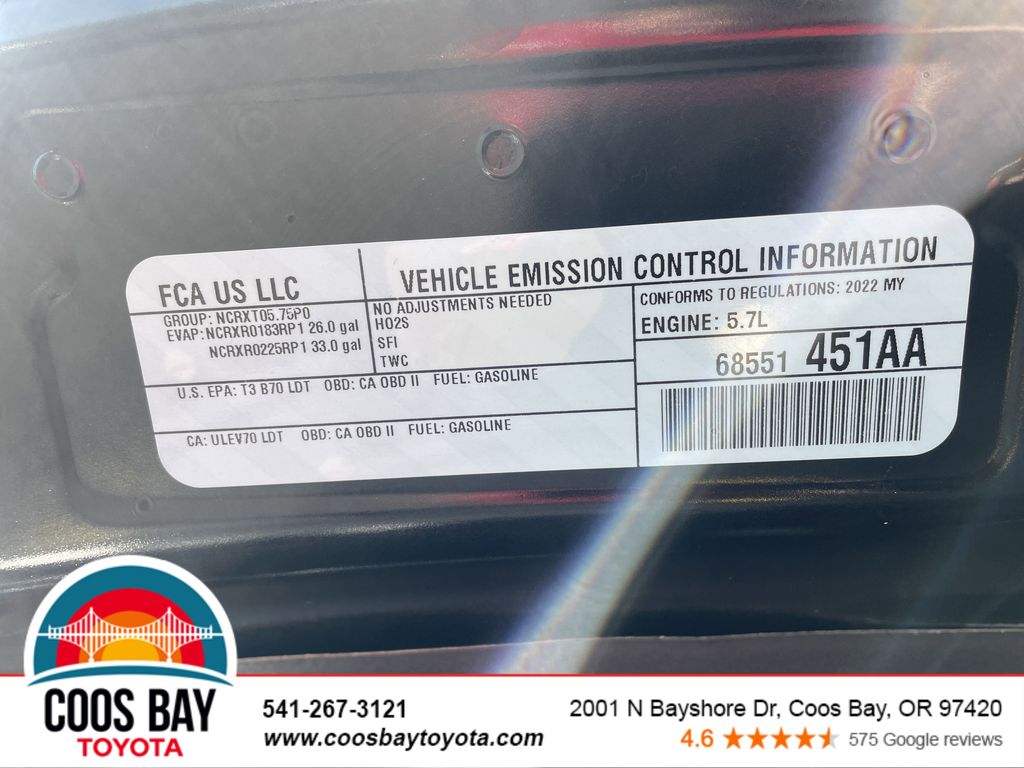 FCA US LLC
VEHICLE EMISSION CONTROL INFORMATION
GROUP: NCRXT05.75P0
EVAP: NCRXR0183RP1 26.0 gal
NCRXR0225RP1 33.0 gal
NO ADJUSTMENTS NEEDED
HO2S
SFI
TWC
CONFORMS TO REGULATIONS: 2022 MY
ENGINE: 5.7L
68551 451AA
U.S. EPA: T3 B70 LDT OBD: CA OBD II FUEL: GASOLINE
CA: ULEV70 LDT OBD: CA OBD II FUEL: GASOLINE
COOS BAY
TOYOTA
541-267-3121
www.coosbaytoyota.com
2001 N Bayshore Dr, Coos Bay, OR 97420
4.6 575 Google reviews